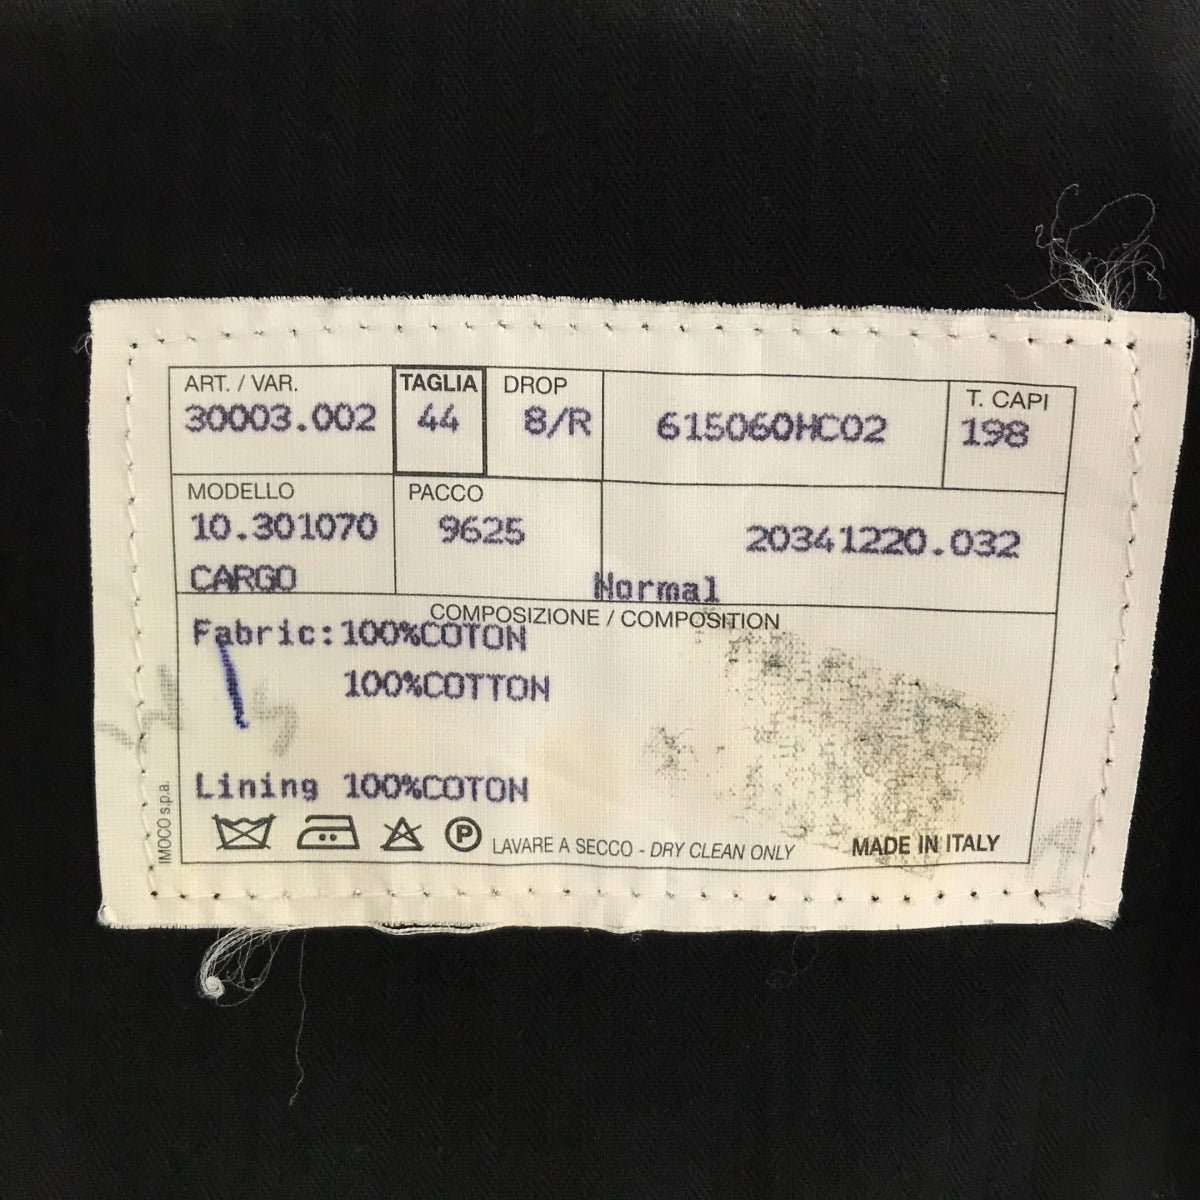 ART. / VAR. TAGLIA DROP T. CAPI
30003.002 44 8/R 615060HC02 198
MODELLO PACCO
10.301070 9625 20341220.032
CARGO Normal
COMPOSIZIONE / COMPOSITION
Fabric:100%COTON
100%COTTON
Lining 100%COTON
P LAVARE A SECCO - DRY CLEAN ONLY MADE IN ITALY
IMOCO s.p.a.